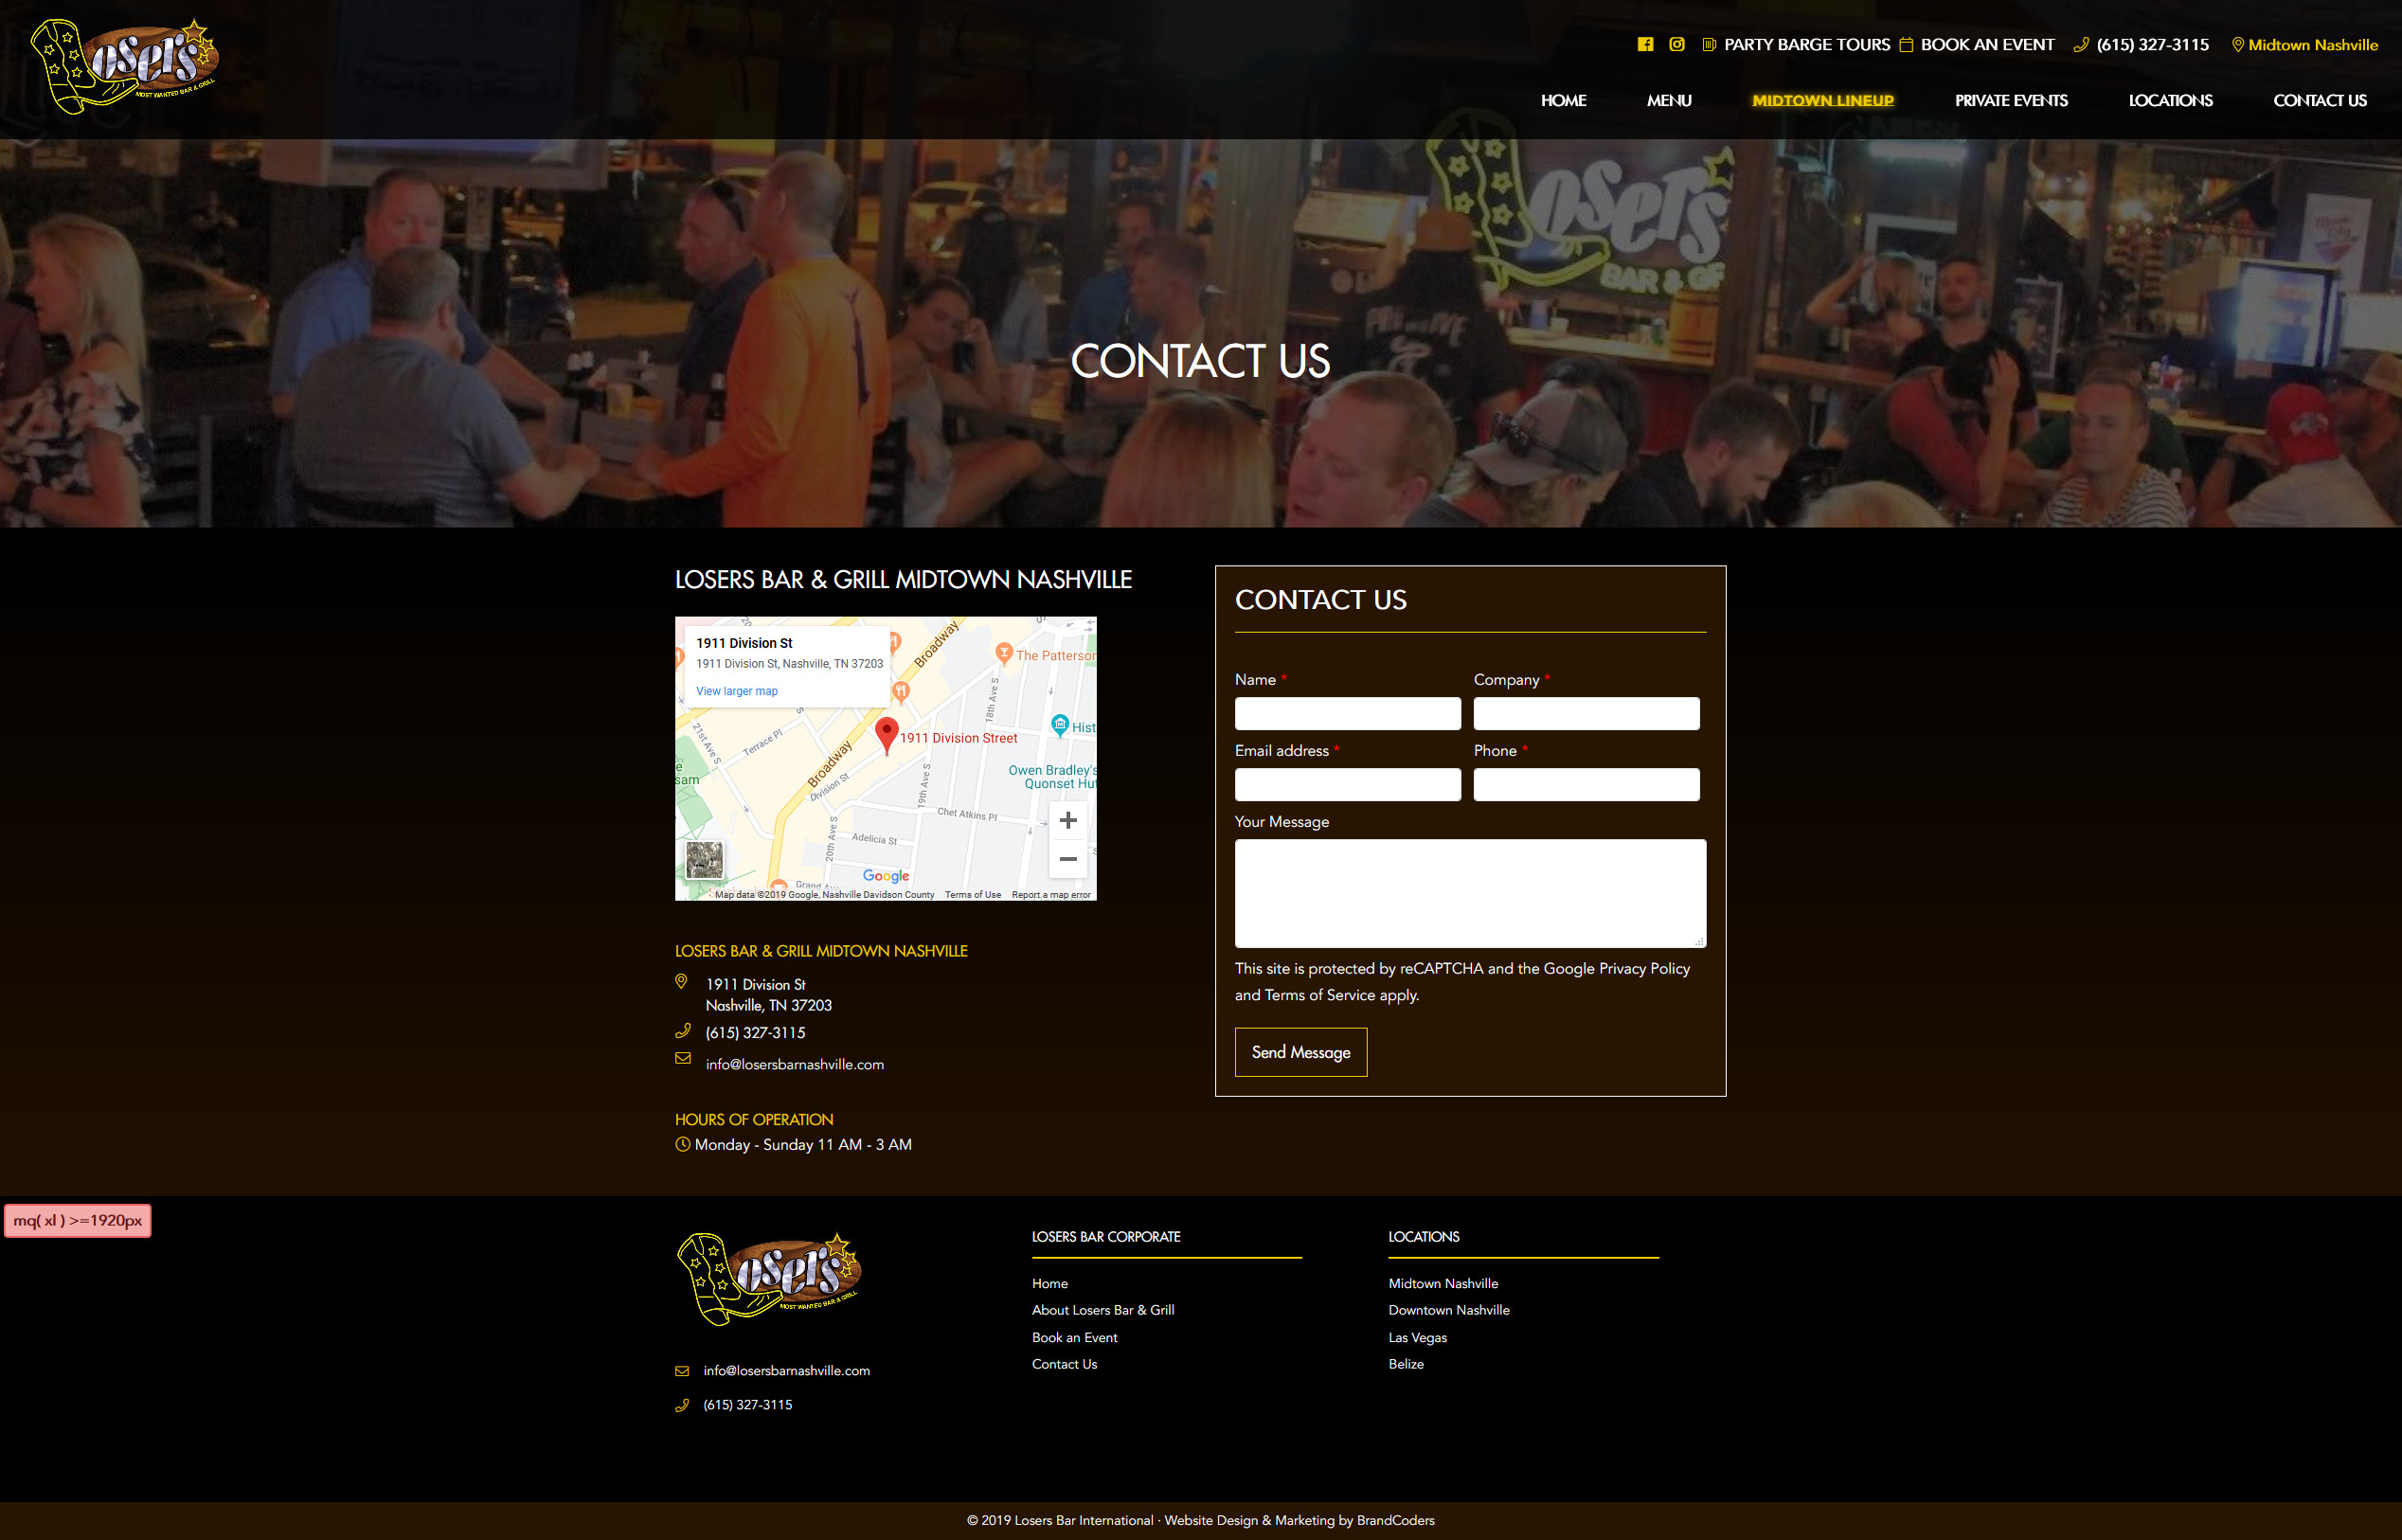 Losers
MOST WANTED BAR & GRILL
PARTY BARGE TOURS BOOK AN EVENT (615) 327-3115 Midtown Nashville
HOME MENU MIDTOWN LINEUP PRIVATE EVENTS LOCATIONS CONTACT US
Losers
BAR & GR
CONTACT US
LOSERS BAR & GRILL MIDTOWN NASHVILLE
1911 Division St
1911 Division St, Nashville, TN 37203
View larger map
Broadway
The Patterson
18th Ave S
21st Ave S
Terrace Pl
Hist
1911 Division Street
Broadway
Division St
19th Ave S
Owen Bradley's
Quonset Hut
sam
Chet Atkins Pl
20th Ave S
Adelicia St
Grand Ave
Google
Map data ©2019 Google, Nashville Davidson County Terms of Use Report a map error
LOSERS BAR & GRILL MIDTOWN NASHVILLE
1911 Division St
Nashville, TN 37203
(615) 327-3115
info@losersbarnashville.com
HOURS OF OPERATION
Monday - Sunday 11 AM - 3 AM
CONTACT US
Name * Company *
Email address * Phone *
Your Message
This site is protected by reCAPTCHA and the Google Privacy Policy
and Terms of Service apply.
Send Message
mq( xl ) >=1920px
Losers
MOST WANTED BAR & GRILL
info@losersbarnashville.com
(615) 327-3115
LOSERS BAR CORPORATE
Home
About Losers Bar & Grill
Book an Event
Contact Us
LOCATIONS
Midtown Nashville
Downtown Nashville
Las Vegas
Belize
© 2019 Losers Bar International · Website Design & Marketing by BrandCoders